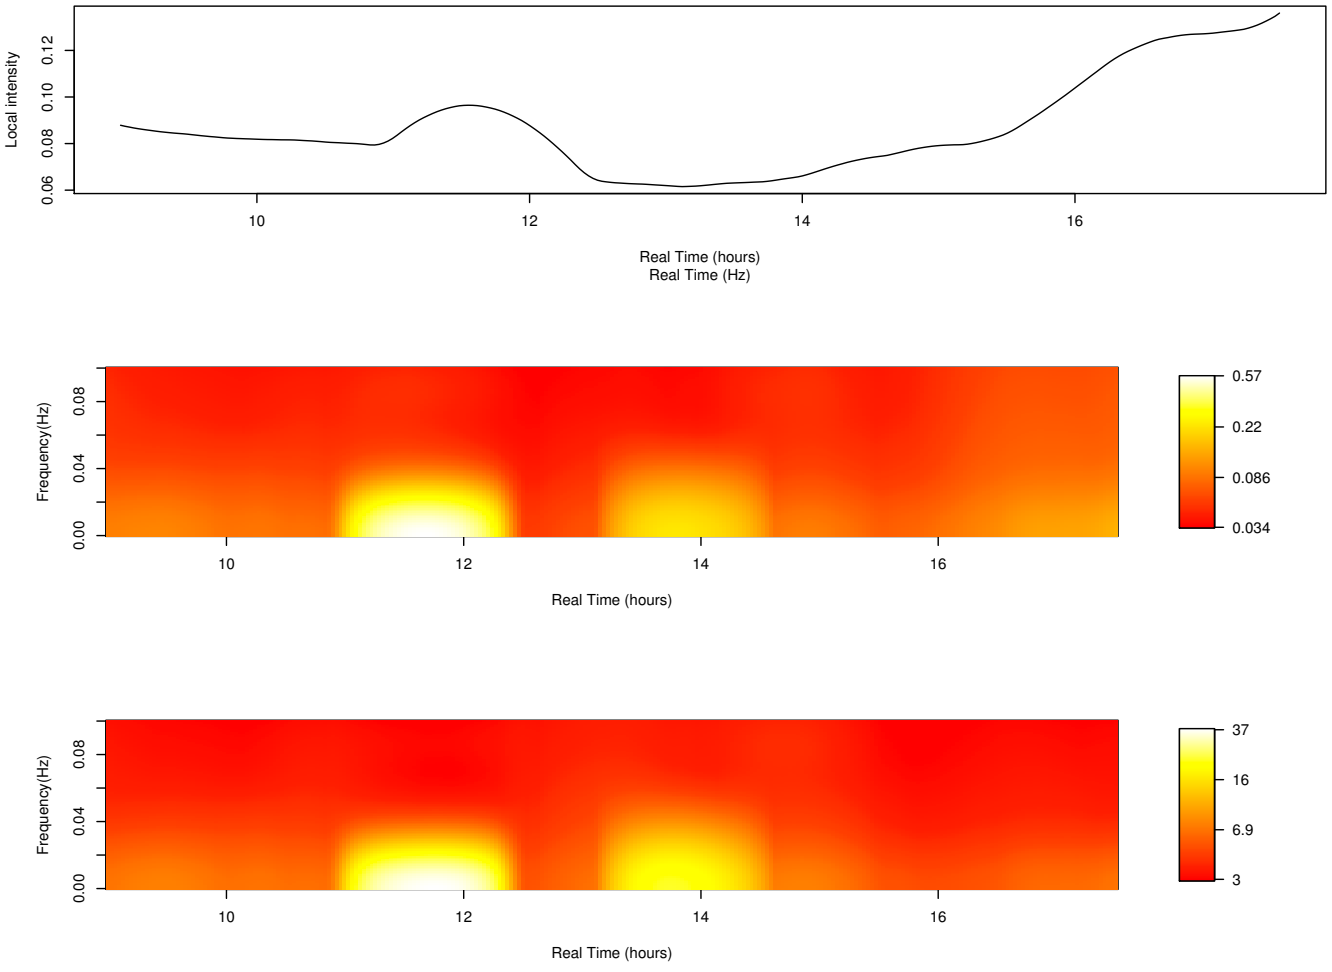 Local intensity
0.12
0.10
0.08
0.06
10 12 14 16
Real Time (hours)
Real Time (Hz)
Frequency(Hz)
0.08
0.04
0.00
10 12 14 16
Real Time (hours)
0.57
0.22
0.086
0.034
Frequency(Hz)
0.08
0.04
0.00
10 12 14 16
Real Time (hours)
37
16
6.9
3